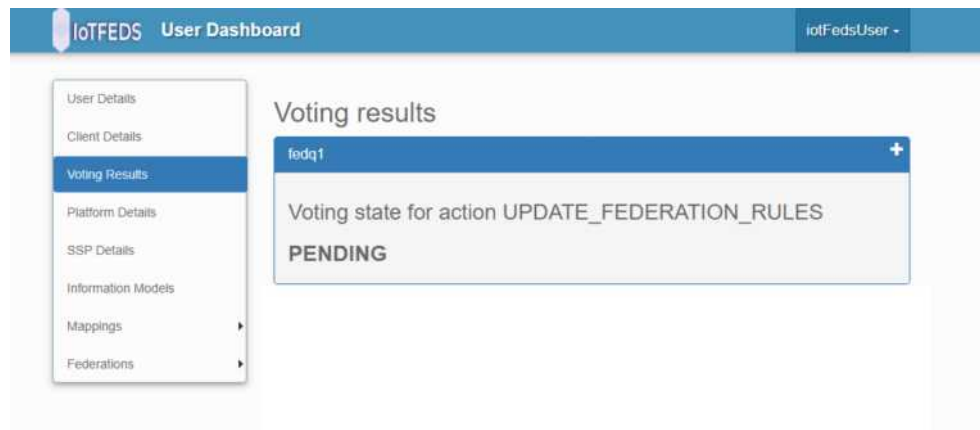 IoTFEDS User Dashboard
iotFedsUser
User Details
Client Details
Voting Results
Platform Details
SSP Details
Information Models
Mappings
Federations
Voting results
fedq1
Voting state for action UPDATE_FEDERATION_RULES
PENDING